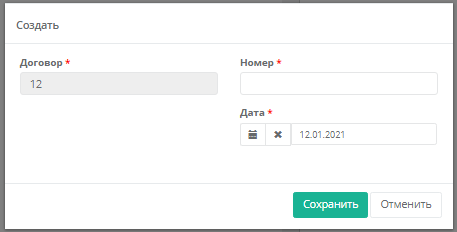 Создать
Договор *
Номер *
12
Дата *
12.01.2021
Сохранить
Отменить